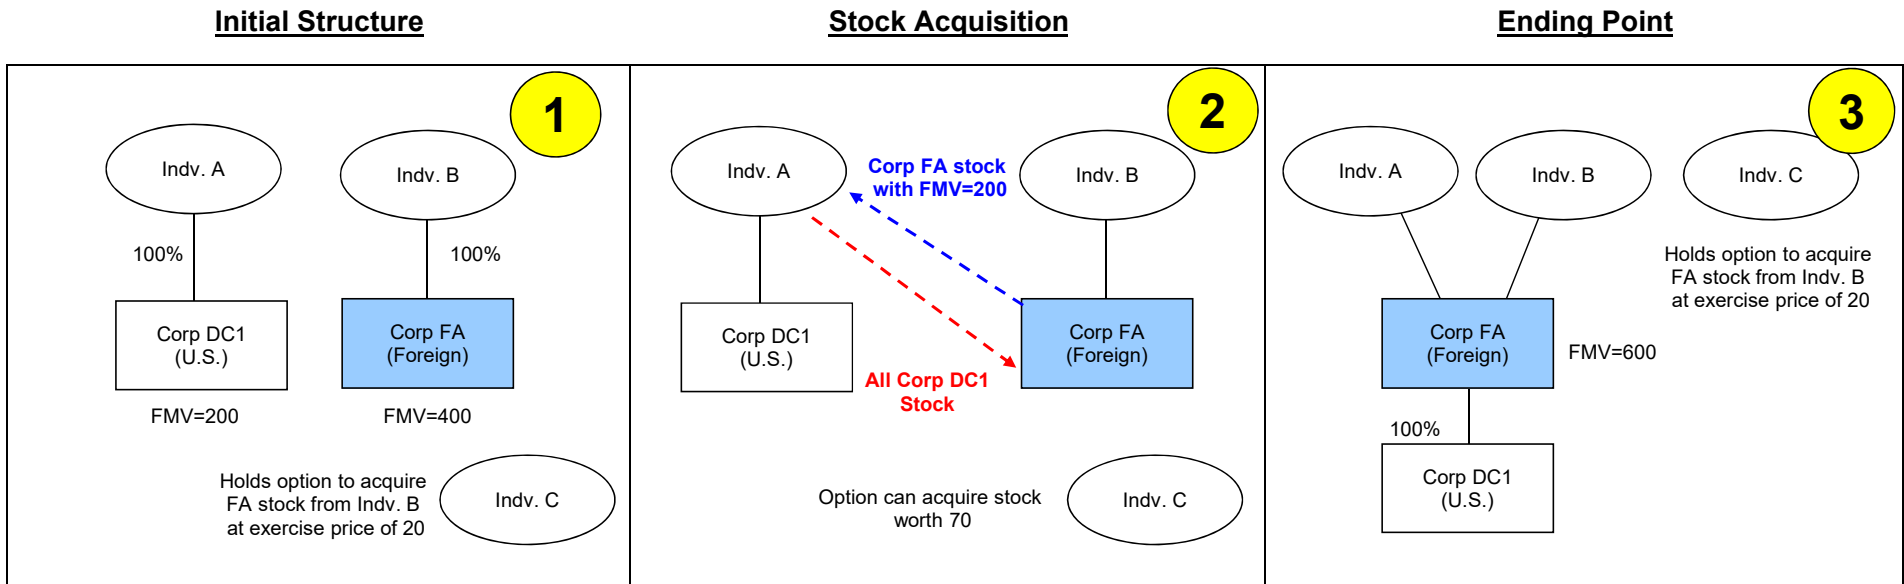 Initial Structure
Stock Acquisition
Ending Point
1
Indv. A
Indv. B
100%
100%
Corp DC1
(U.S.)
Corp FA
(Foreign)
FMV=200
FMV=400
Holds option to acquire
FA stock from Indv. B
at exercise price of 20
Indv. C
2
Indv. A
Corp FA stock
with FMV=200
Indv. B
Corp DC1
(U.S.)
Corp FA
(Foreign)
All Corp DC1
Stock
Option can acquire stock
worth 70
Indv. C
3
Indv. A
Indv. B
Indv. C
Holds option to acquire
FA stock from Indv. B
at exercise price of 20
Corp FA
(Foreign)
FMV=600
100%
Corp DC1
(U.S.)